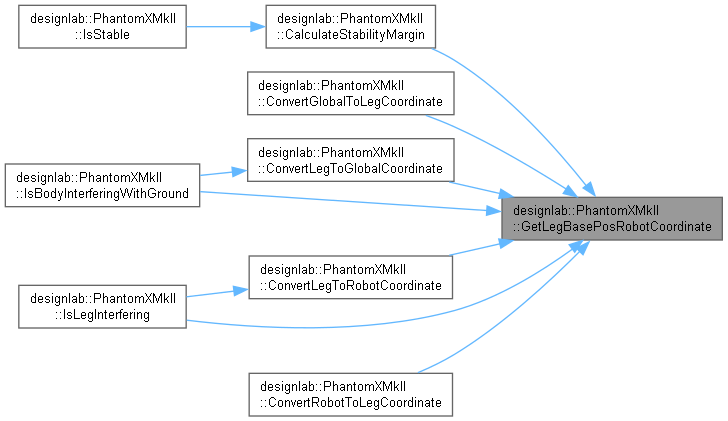 designlab::PhantomXMkII
::IsStable
designlab::PhantomXMkII
::CalculateStabilityMargin
designlab::PhantomXMkII
::ConvertGlobalToLegCoordinate
designlab::PhantomXMkII
::ConvertLegToGlobalCoordinate
designlab::PhantomXMkII
::IsBodyInterferingWithGround
designlab::PhantomXMkII
::GetLegBasePosRobotCoordinate
designlab::PhantomXMkII
::ConvertLegToRobotCoordinate
designlab::PhantomXMkII
::IsLegInterfering
designlab::PhantomXMkII
::ConvertRobotToLegCoordinate